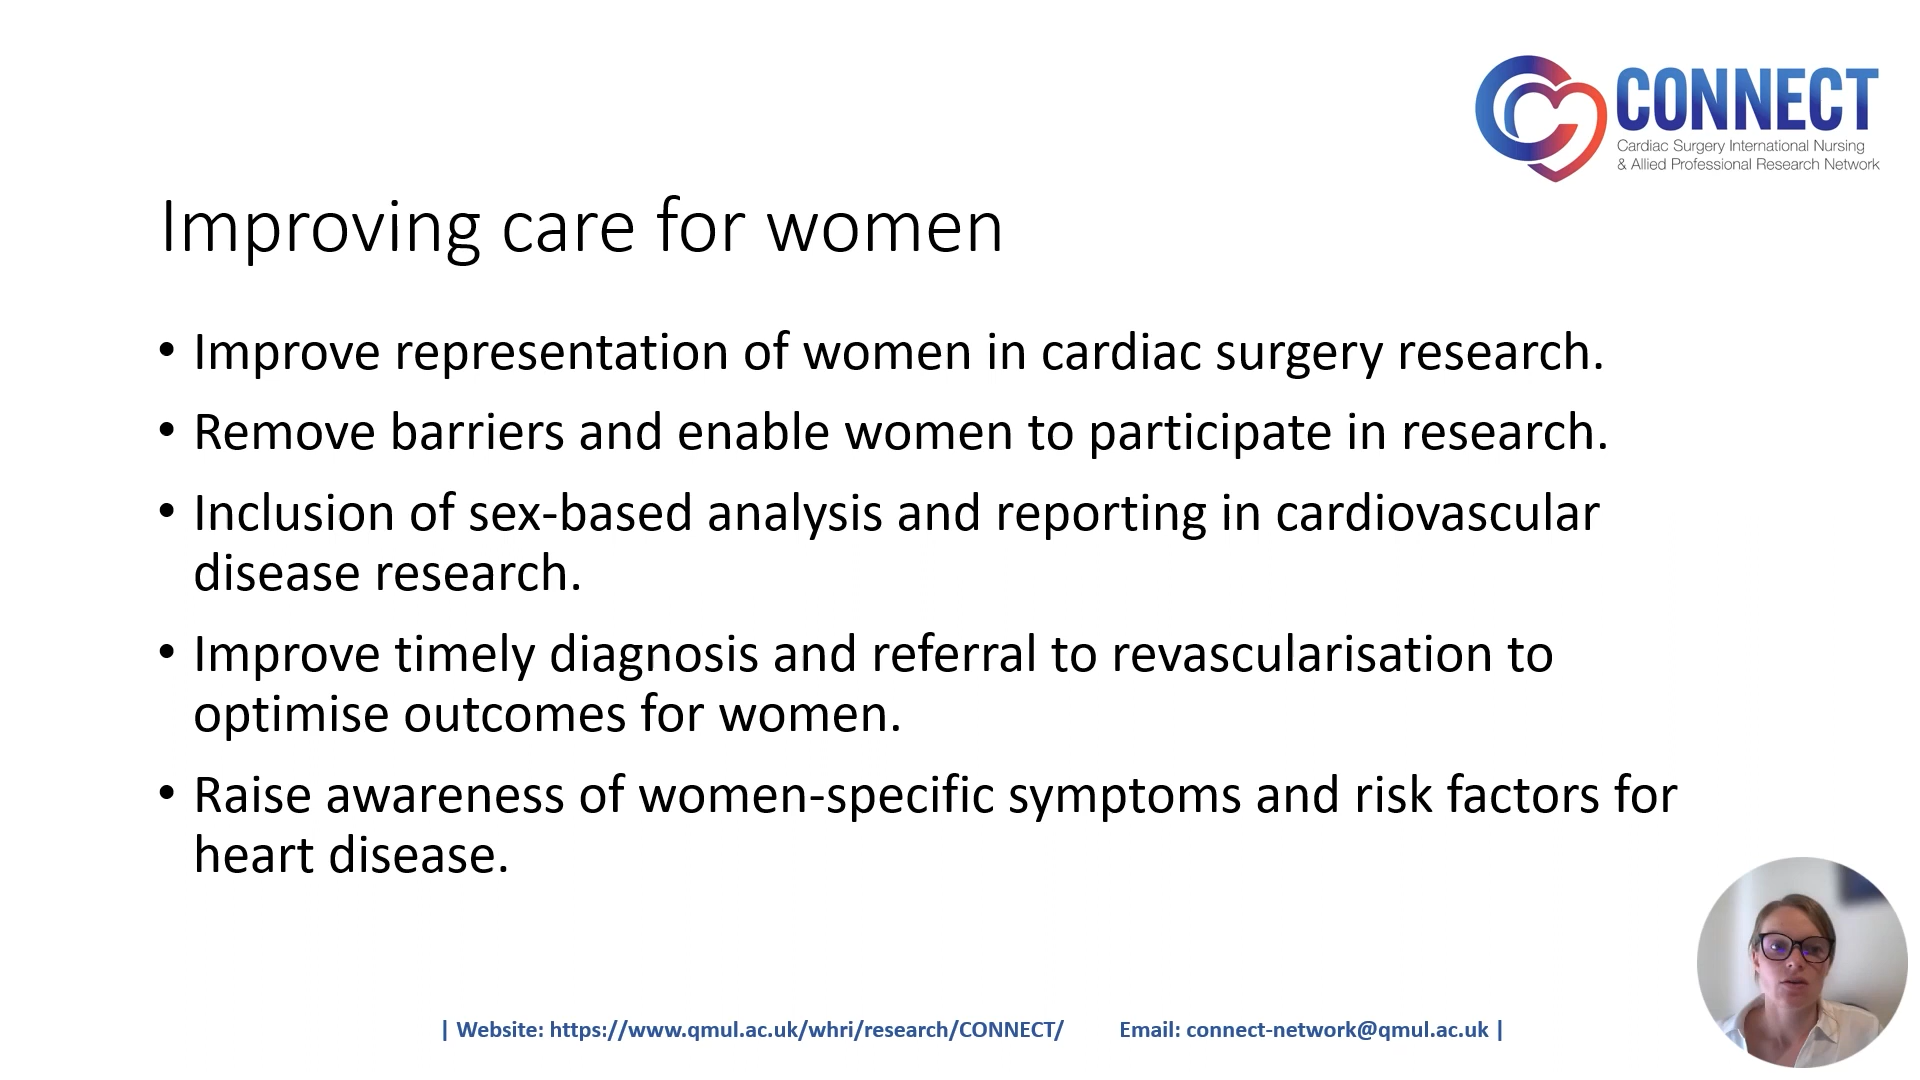 CONNECT
Cardiac Surgery International Nursing
& Allied Professional Research Network
Improving care for women
• Improve representation of women in cardiac surgery research.
• Remove barriers and enable women to participate in research.
• Inclusion of sex-based analysis and reporting in cardiovascular
disease research.
• Improve timely diagnosis and referral to revascularisation to
optimise outcomes for women.
• Raise awareness of women-specific symptoms and risk factors for
heart disease.
| Website: https://www.qmul.ac.uk/whri/research/CONNECT/ Email: connect-network@qmul.ac.uk |